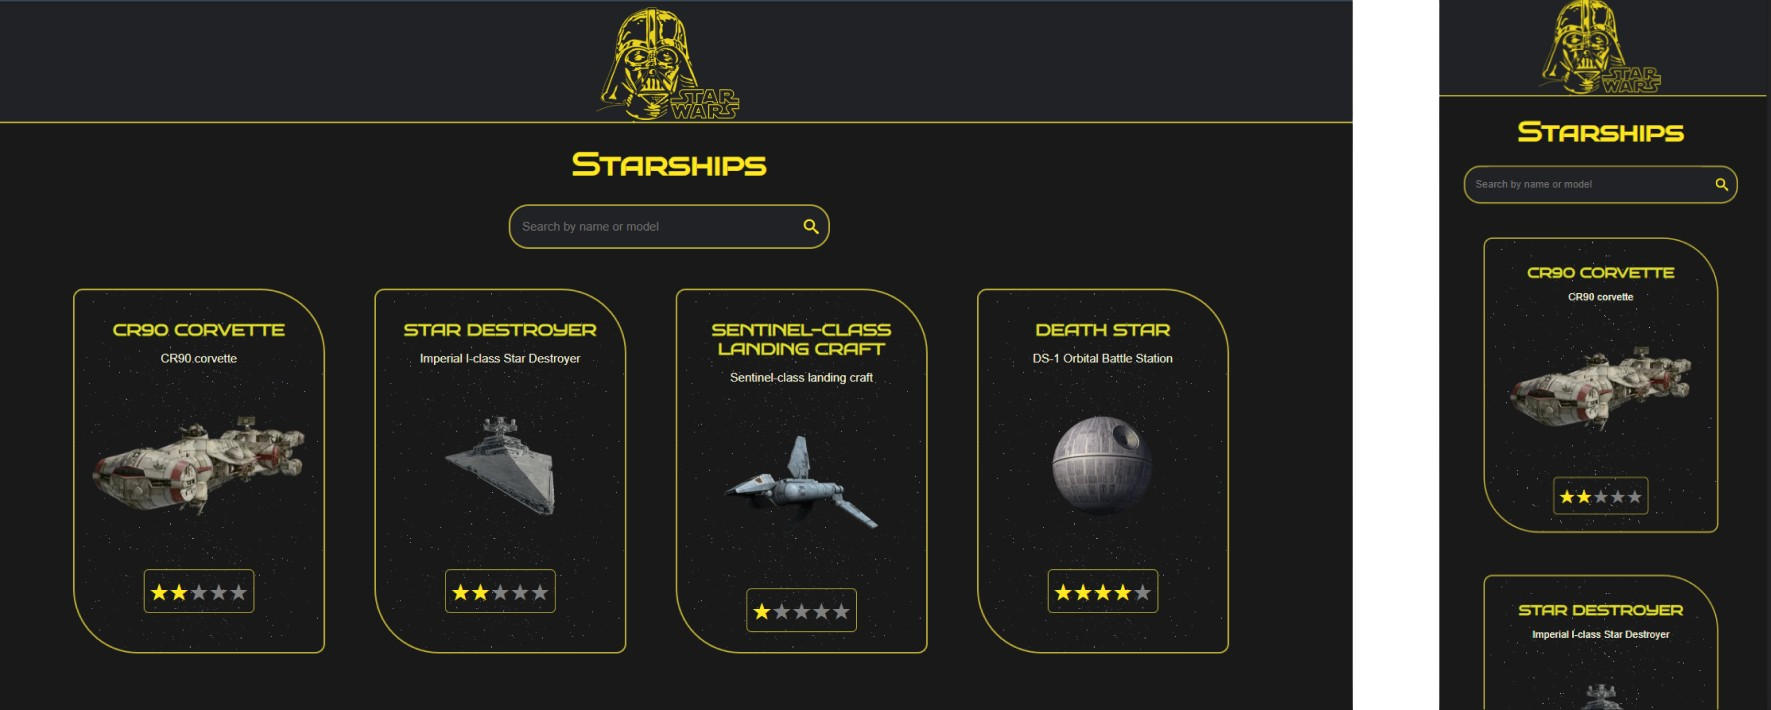 STAR
WARS
Starships
Search by name or model
CR90 CORVETTE
CR90 corvette
STAR DESTROYER
Imperial I-class Star Destroyer
SENTINEL-CLASS
LANDING CRAFT
Sentinel-class landing craft
DEATH STAR
DS-1 Orbital Battle Station
STAR
WARS
Starships
Search by name or model
CR90 CORVETTE
CR90 corvette
STAR DESTROYER
Imperial I-class Star Destroyer